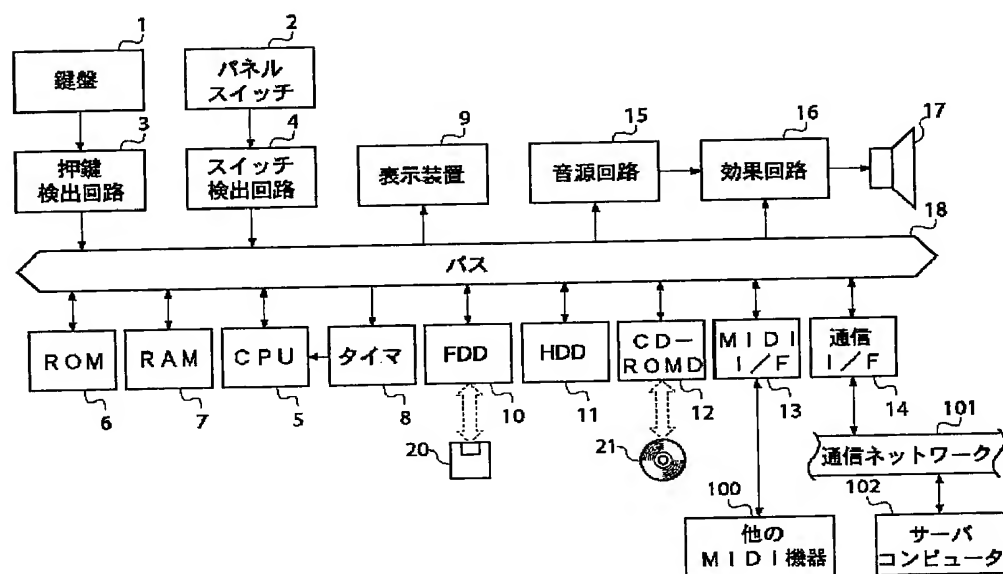 1
2
鍵盤
パネル
スイッチ
3
4
9
15
16
17
押鍵
検出回路
スイッチ
検出回路
表示装置
音源回路
効果回路
18
バス
ROM
RAM
CPU
タイマ
FDD
HDD
CD-
ROMD
MIDI
I/F
通信
I/F
6
7
5
8
10
11
12
13
14
101
20
21
通信ネットワーク
100
102
他の
MIDI機器
サーバ
コンピュータ